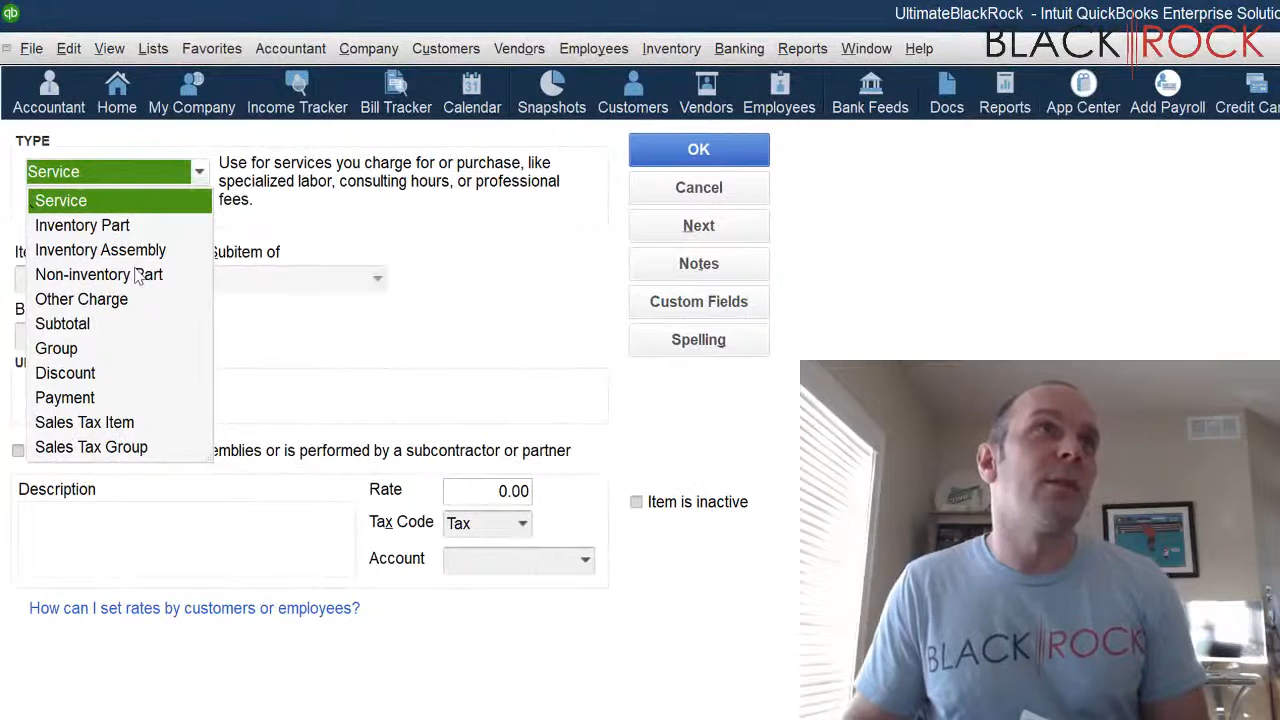 qb
UltimateBlackRock - Intuit QuickBooks Enterprise Solutio
File Edit View Lists Favorites Accountant Company Customers Vendors Employees Inventory Banking Reports Window Help
BLACK ROCK
Accountant Home My Company Income Tracker Bill Tracker Calendar Snapshots Customers Vendors Employees Bank Feeds Docs Reports App Center Add Payroll Credit Ca
TYPE
Service
Use for services you charge for or purchase, like
specialized labor, consulting hours, or professional
fees.
OK
Cancel
Next
Notes
Custom Fields
Spelling
Service
Inventory Part
Inventory Assembly
Non-inventory Part
Other Charge
Subtotal
Group
Discount
Payment
Sales Tax Item
Sales Tax Group
Subitem of
emblies or is performed by a subcontractor or partner
Description
Rate 0.00
Tax Code Tax
Account
Item is inactive
How can I set rates by customers or employees?
BLACK ROCK